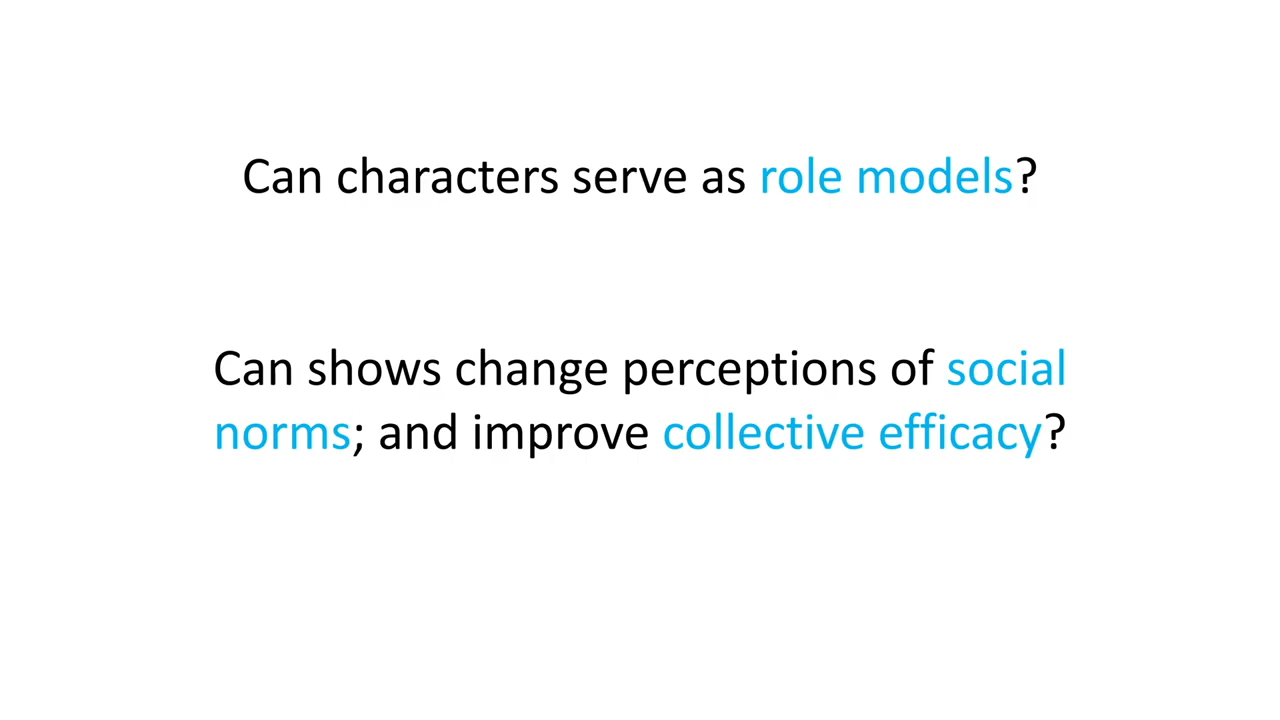 Can characters serve as role models?
Can shows change perceptions of social
norms; and improve collective efficacy?